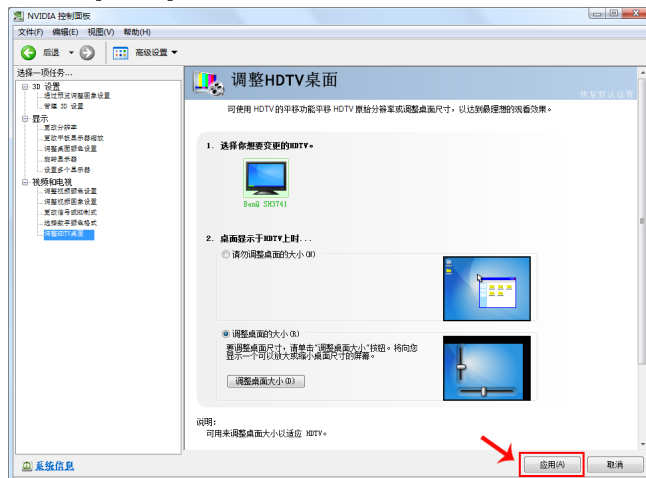 NVIDIA 控制面板
文件(F) 编辑(E) 视图(V) 帮助(H)
后退 高级设置
选择一项任务...
3D 设置
通过预览调整图象设置
管理 3D 设置
显示
更改分辨率
更改平板显示器缩放
调整桌面颜色设置
旋转显示器
设置多个显示器
视频和电视
调整视频颜色设置
调整视频图象设置
更改信号或HD制式
选择数字颜色格式
调整HDTV桌面
调整HDTV桌面
恢复默认设置
可使用 HDTV 的平移功能平移 HDTV 原始分辨率或调整桌面尺寸，以达到最理想的观看效果。
1. 选择你想要变更的HDTV。
BenQ SH3741
2. 桌面显示于HDTV上时...
请勿调整桌面的大小(N)
调整桌面的大小(R)
要调整桌面尺寸，请单击“调整桌面大小”按钮。将向您
显示一个可以放大或缩小桌面尺寸的屏幕。
调整桌面大小(D)
说明:
可用来调整桌面大小以适应 HDTV。
系统信息
应用(A) 取消